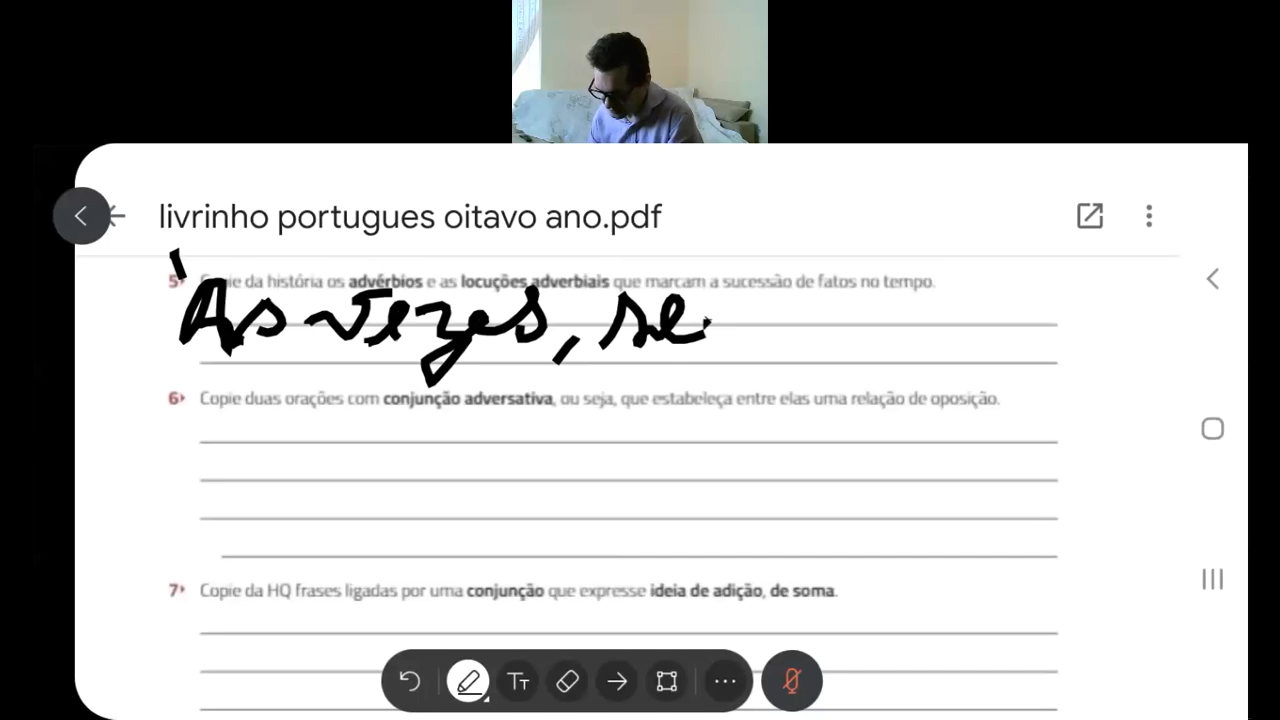 livrinho portugues oitavo ano.pdf
5 Copie da história os advérbios e as locuções adverbiais que marcam a sucessão de fatos no tempo.
Às vezes, se
6 Copie duas orações com conjunção adversativa, ou seja, que estabeleça entre elas uma relação de oposição.
7 Copie da HQ frases ligadas por uma conjunção que expresse ideia de adição, de soma.
TT